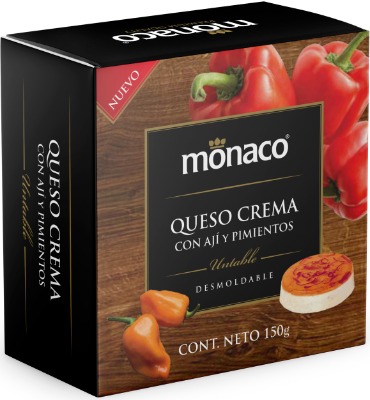 monaco
NUEVO
monaco®
QUESO CREMA
CON AJÍ Y PIMIENTOS
Untable
DESMOLDABLE
CONT. NETO 150g
QUESO CREMA
CON AJÍ Y PIMIENTOS
Untable